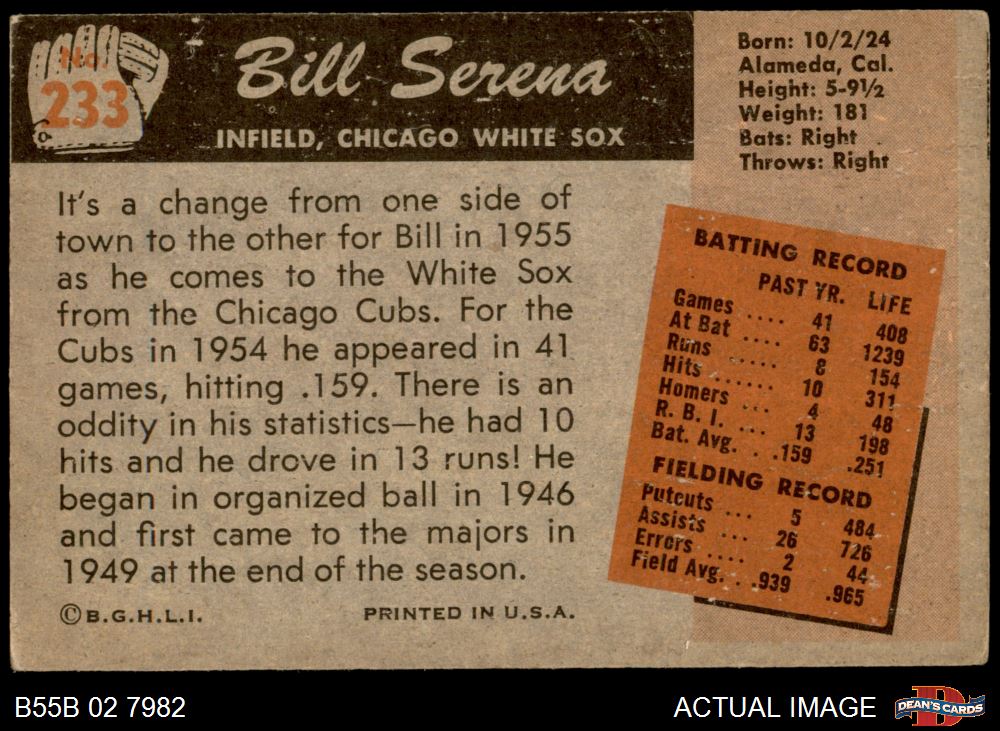 No.
233
Bill Serena
INFIELD, CHICAGO WHITE SOX
Born: 10/2/24
Alameda, Cal.
Height: 5-9½
Weight: 181
Bats: Right
Throws: Right
It's a change from one side of
town to the other for Bill in 1955
as he comes to the White Sox
from the Chicago Cubs. For the
Cubs in 1954 he appeared in 41
games, hitting .159. There is an
oddity in his statistics—he had 10
hits and he drove in 13 runs! He
began in organized ball in 1946
and first came to the majors in
1949 at the end of the season.
©B.G.H.L.I. PRINTED IN U.S.A.
BATTING RECORD
PAST YR. LIFE
Games .... 41 408
At Bat .... 63 1239
Runs ..... 8 154
Hits ...... 10 311
Homers ... 4 48
R. B. I. ... 13 198
Bat. Avg. . .159 .251
FIELDING RECORD
Putouts ... 5 484
Assists ... 26 726
Errors .... 2 44
Field Avg. . .939 .965
B55B 02 7982
ACTUAL IMAGE
DEAN'S CARDS